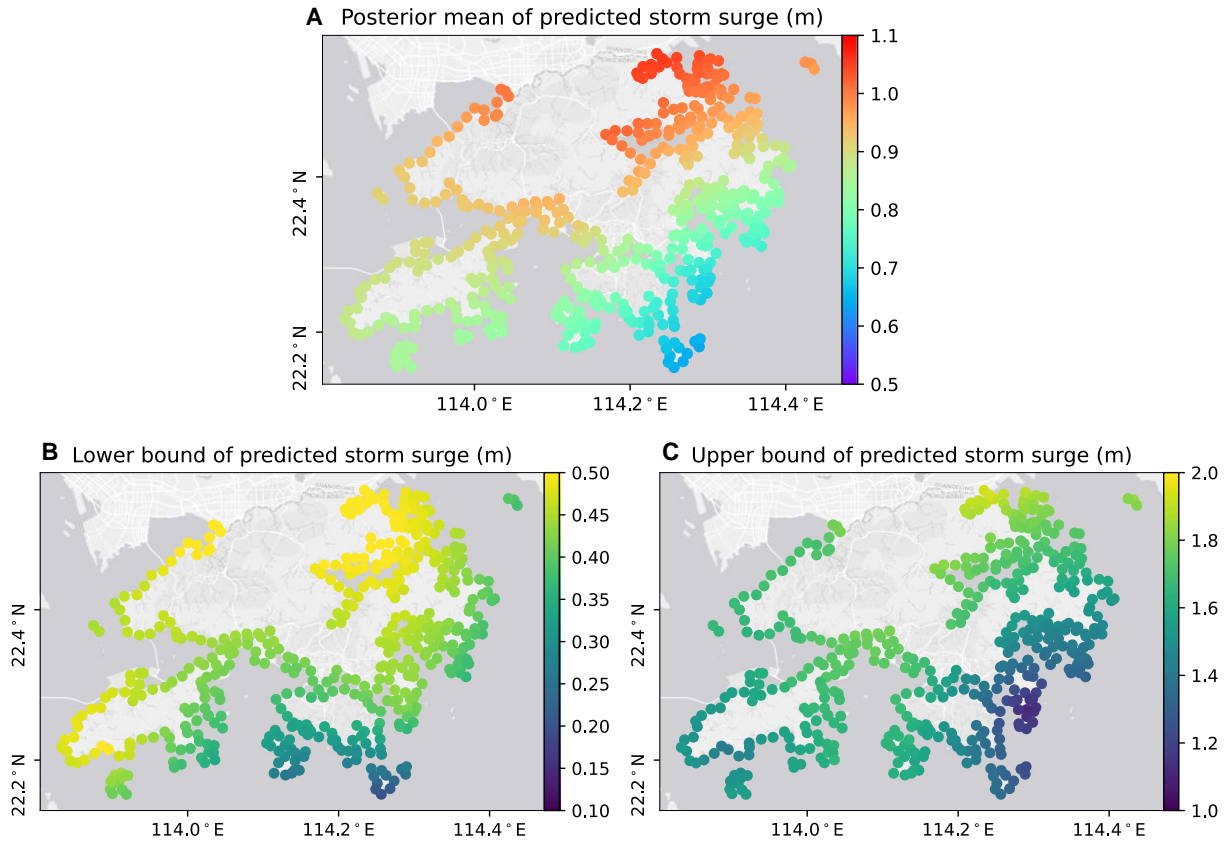 A Posterior mean of predicted storm surge (m)
1.1
1.0
0.9
0.8
0.7
0.6
0.5
22.4°N
22.2°N
114.0°E 114.2°E 114.4°E
B Lower bound of predicted storm surge (m)
0.50
0.45
0.40
0.35
0.30
0.25
0.20
0.15
0.10
22.4°N
22.2°N
114.0°E 114.2°E 114.4°E
C Upper bound of predicted storm surge (m)
2.0
1.8
1.6
1.4
1.2
1.0
22.4°N
22.2°N
114.0°E 114.2°E 114.4°E